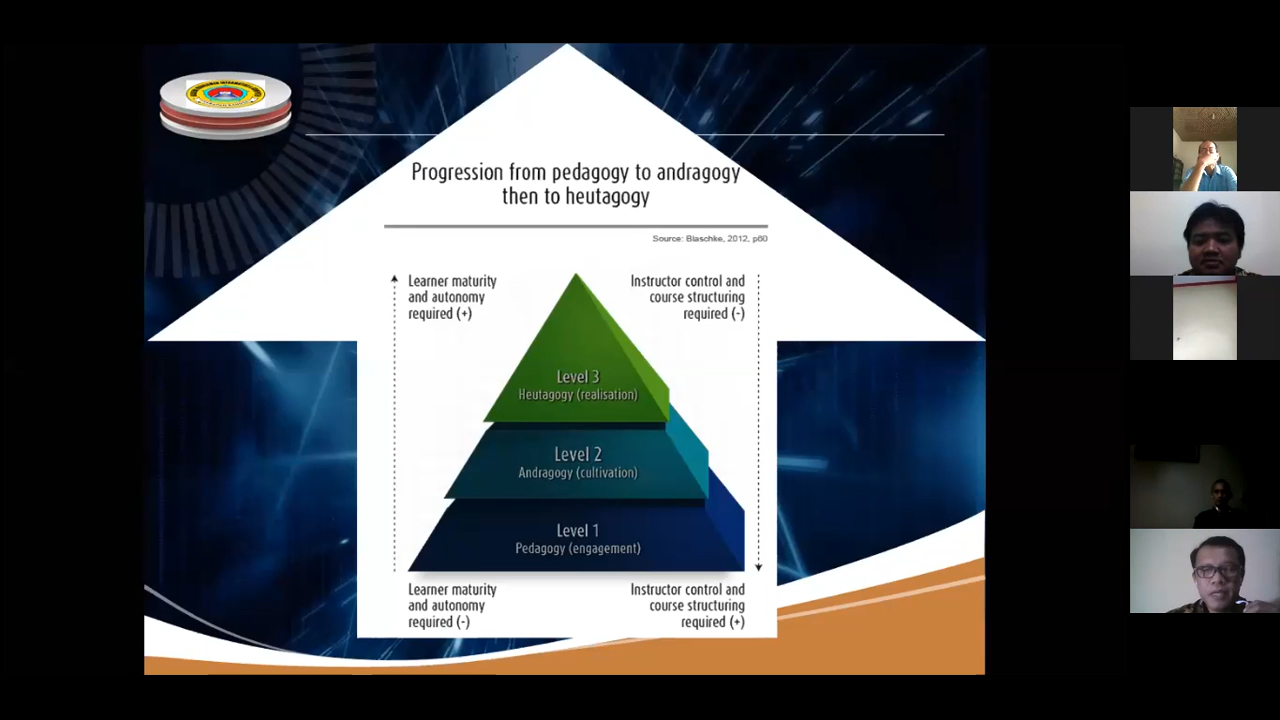 Progression from pedagogy to andragogy
then to heutagogy
Source: Blaschke, 2012, p60
Learner maturity
and autonomy
required (+)
Instructor control and
course structuring
required (-)
Level 3
Heutagogy (realisation)
Level 2
Andragogy (cultivation)
Level 1
Pedagogy (engagement)
Learner maturity
and autonomy
required (-)
Instructor control and
course structuring
required (+)